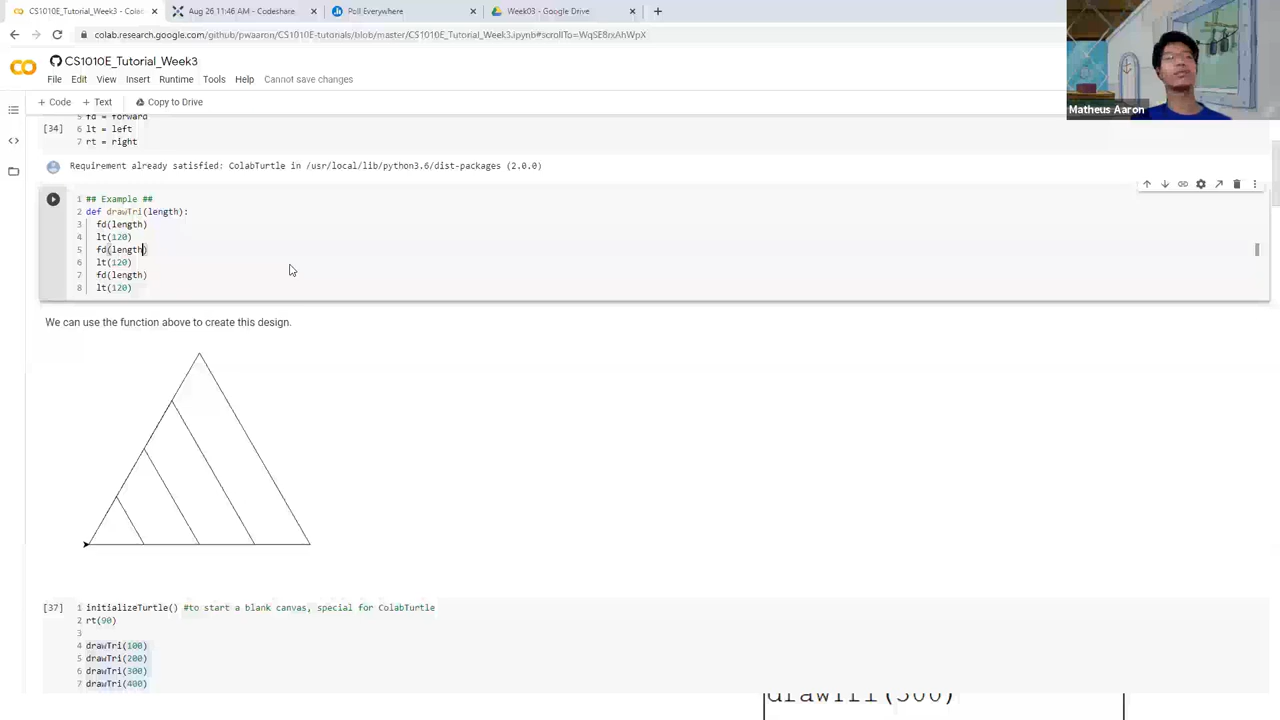 CS1010E_Tutorial_Week3 - Colab
Aug 26, 11:46 AM - Codeshare
Poll Everywhere
Week03 - Google Drive
colab.research.google.com/github/pwaaron/CS1010E-tutorials/blob/master/CS1010E_Tutorial_Week3.ipynb#scrollTo=WqSE8rxAhWpX
CS1010E_Tutorial_Week3
File Edit View Insert Runtime Tools Help Cannot save changes
+ Code + Text Copy to Drive
Matheus Aaron
5 fd = forward
[34] 6 lt = left
7 rt = right
Requirement already satisfied: ColabTurtle in /usr/local/lib/python3.6/dist-packages (2.0.0)
1 ## Example ##
2 def drawTri(length):
3 fd(length)
4 lt(120)
5 fd(length)
6 lt(120)
7 fd(length)
8 lt(120)
We can use the function above to create this design.
[37] 1 initializeTurtle() #to start a blank canvas, special for ColabTurtle
2 rt(90)
3
4 drawTri(100)
5 drawTri(200)
6 drawTri(300)
7 drawTri(400)
drawTri(300)